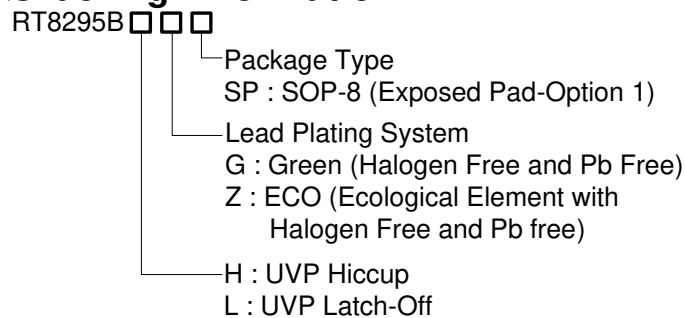 RT8295B
Package Type
SP : SOP-8 (Exposed Pad-Option 1)
Lead Plating System
G : Green (Halogen Free and Pb Free)
Z : ECO (Ecological Element with
Halogen Free and Pb free)
H : UVP Hiccup
L : UVP Latch-Off